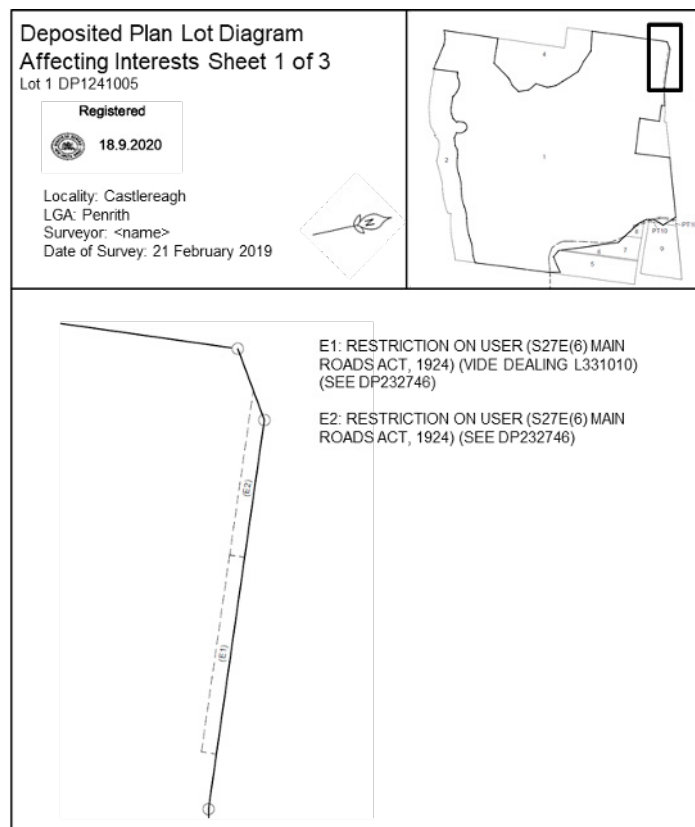 Deposited Plan Lot Diagram
Affecting Interests Sheet 1 of 3
Lot 1 DP1241005
Registered
18.9.2020
Locality: Castlereagh
LGA: Penrith
Surveyor: <name>
Date of Survey: 21 February 2019
N
4
2
1
PT10
PT10
8
7
6
5
9
E1: RESTRICTION ON USER (S27E(6) MAIN
ROADS ACT, 1924) (VIDE DEALING L331010)
(SEE DP232746)
E2: RESTRICTION ON USER (S27E(6) MAIN
ROADS ACT, 1924) (SEE DP232746)
(E2)
(E1)